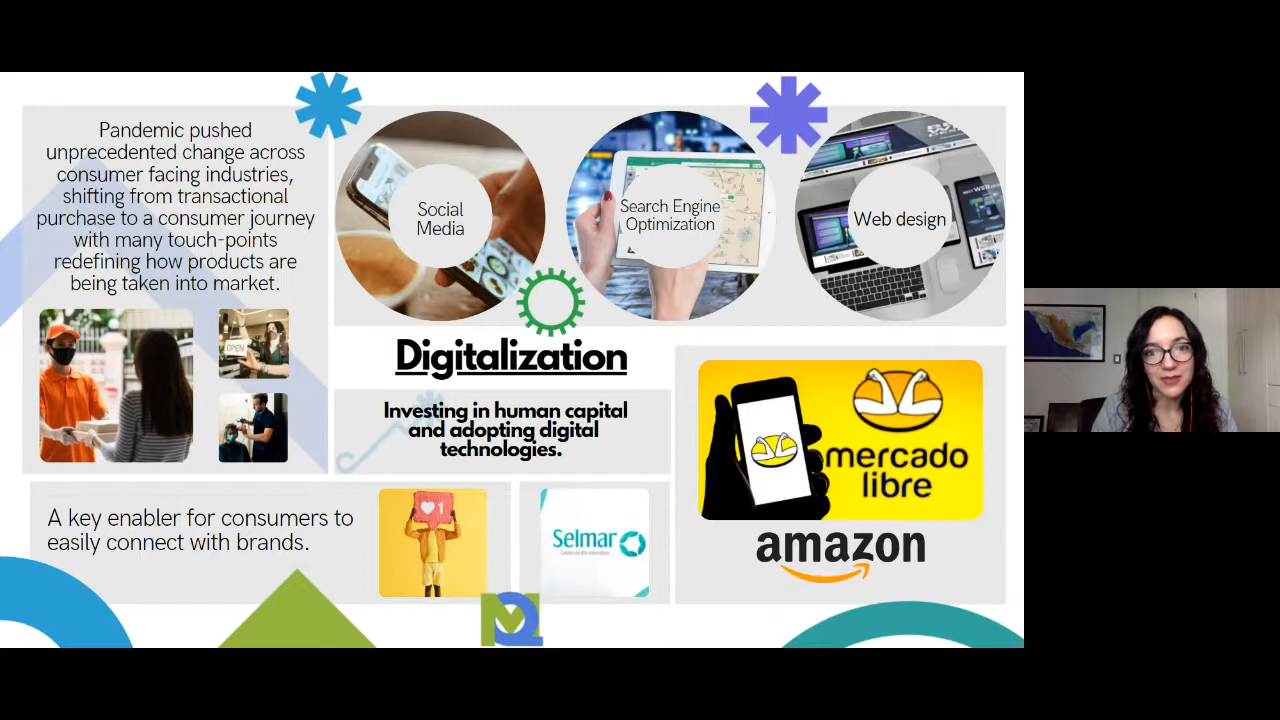 Pandemic pushed
unprecedented change across
consumer facing industries,
shifting from transactional
purchase to a consumer journey
with many touch-points
redefining how products are
being taken into market.
OPEN
Social
Media
Search Engine
Optimization
Web design
Digitalization
Investing in human capital
and adopting digital
technologies.
mercado
libre
amazon
A key enabler for consumers to
easily connect with brands.
1
Selmar
MQ